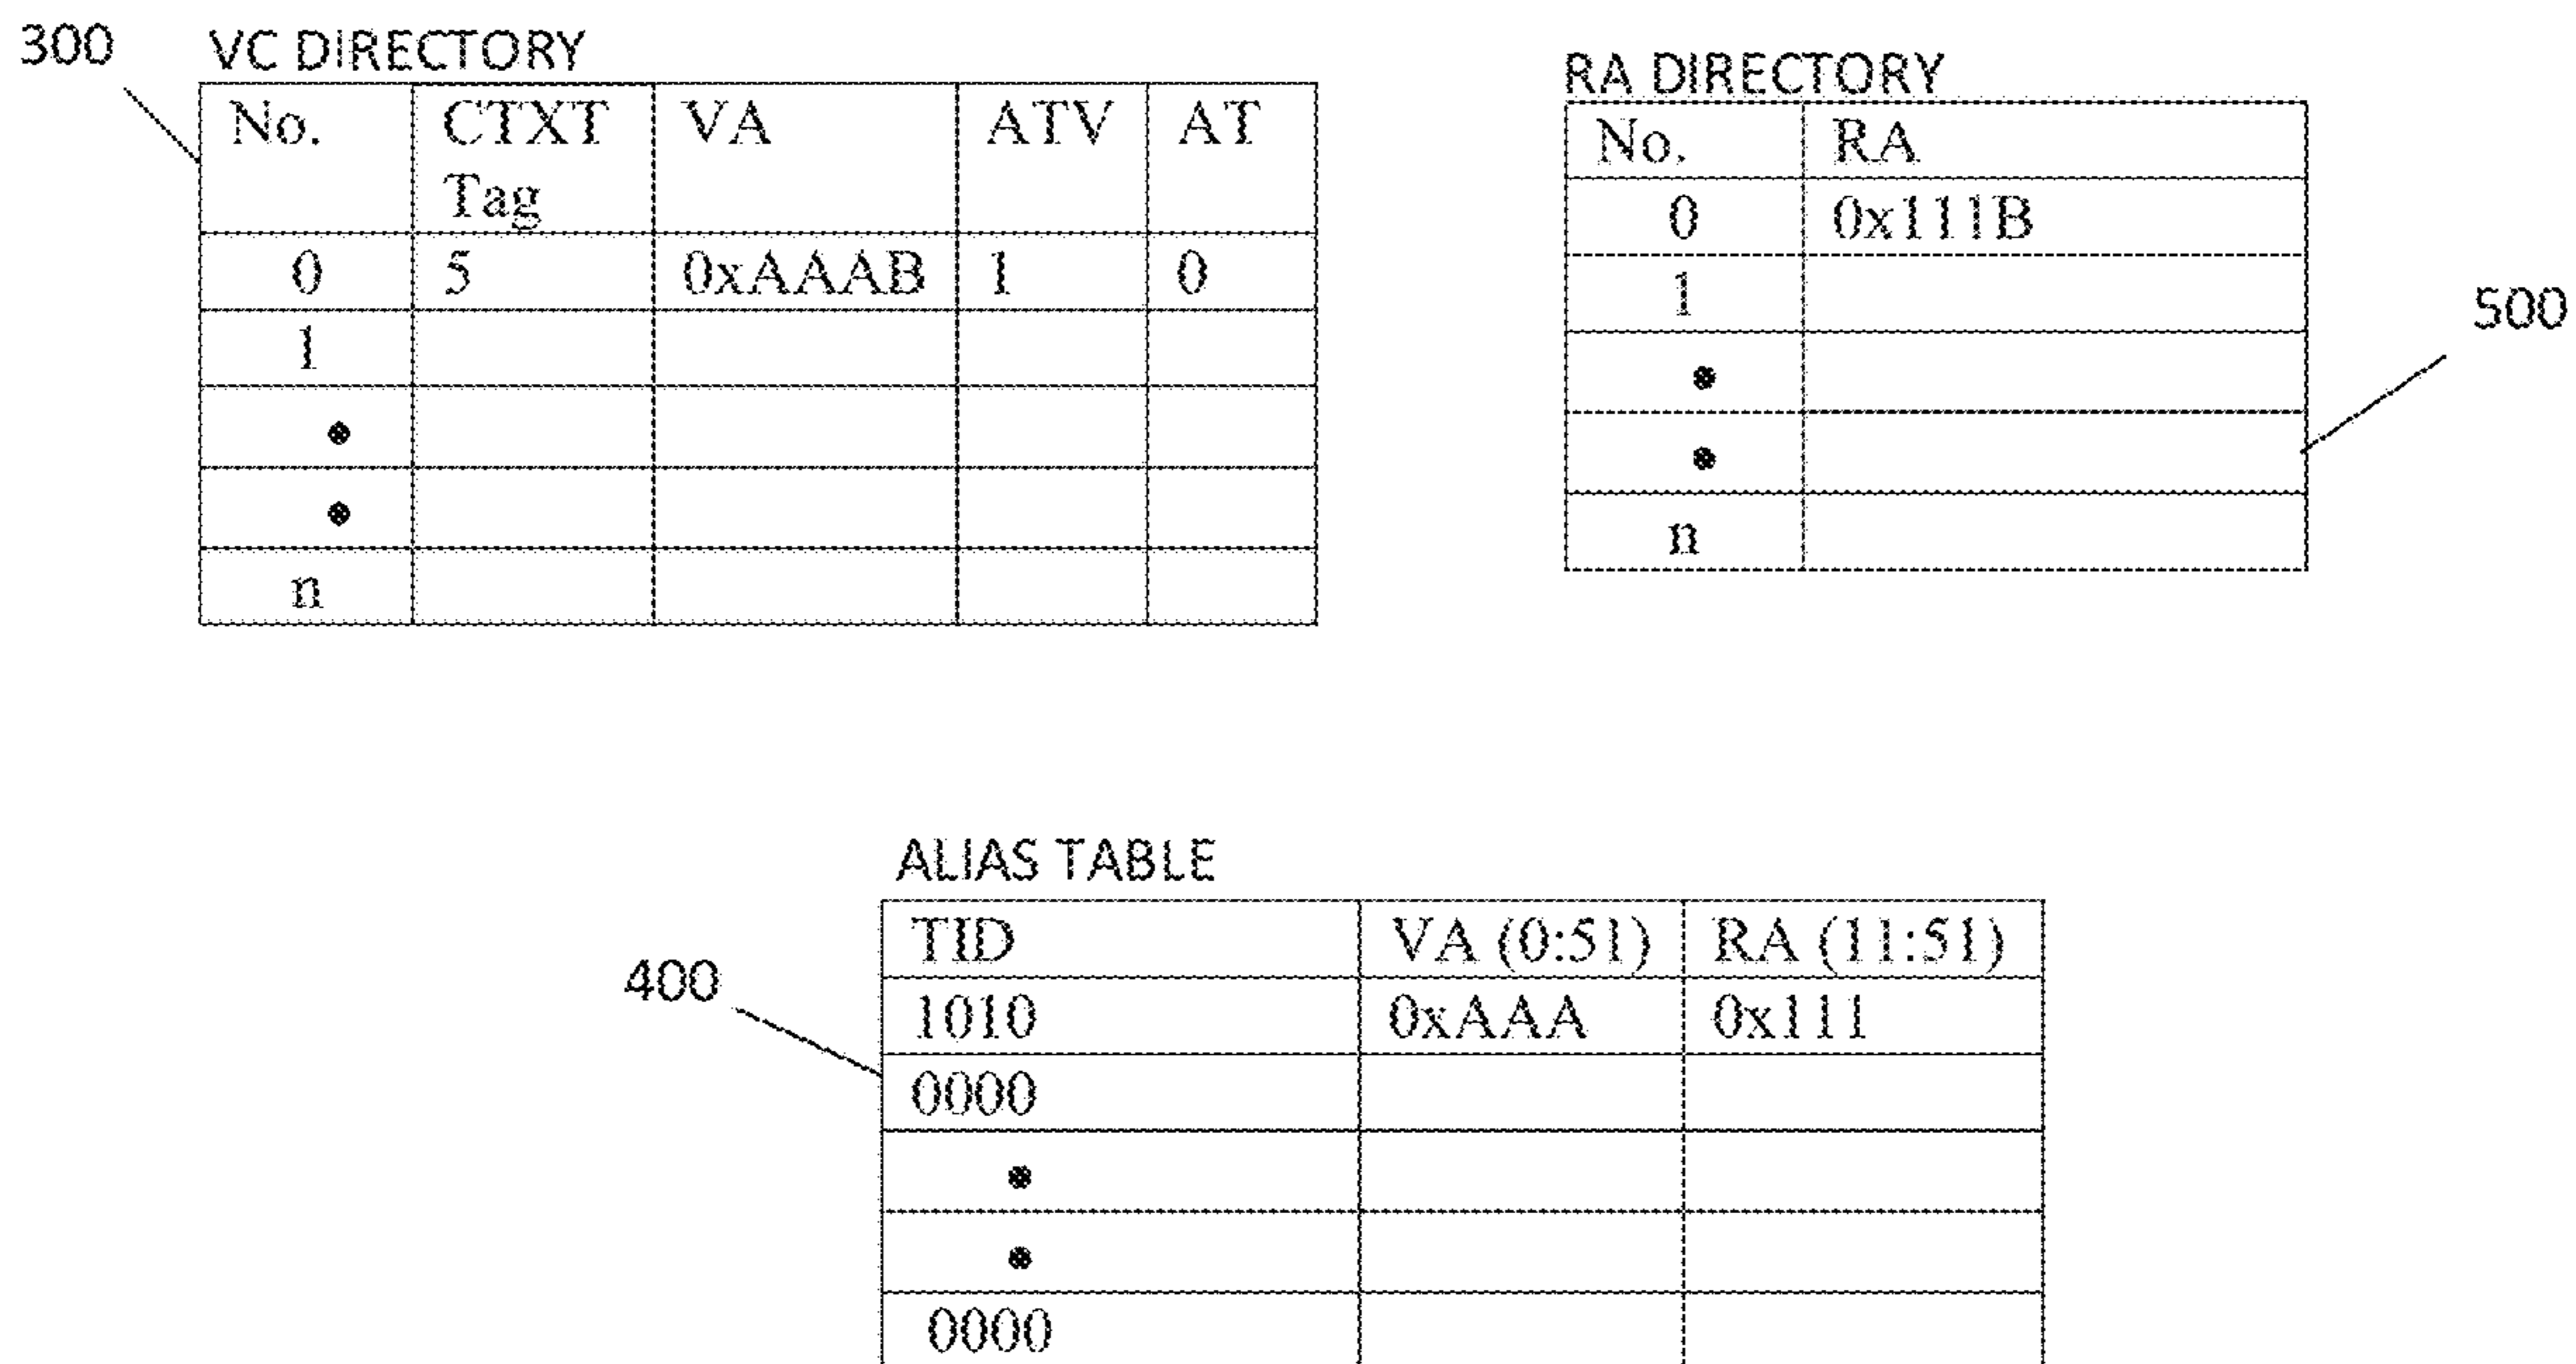 300 VC DIRECTORY
No. CTXT Tag VA ATV AT
0 5 0xAAAB 1 0
1
n
RA DIRECTORY
No. RA
0 0x111B
1
n
500
ALIAS TABLE
400
TID VA (0:51) RA (11:51)
1010 0xAAA 0x111
0000
0000